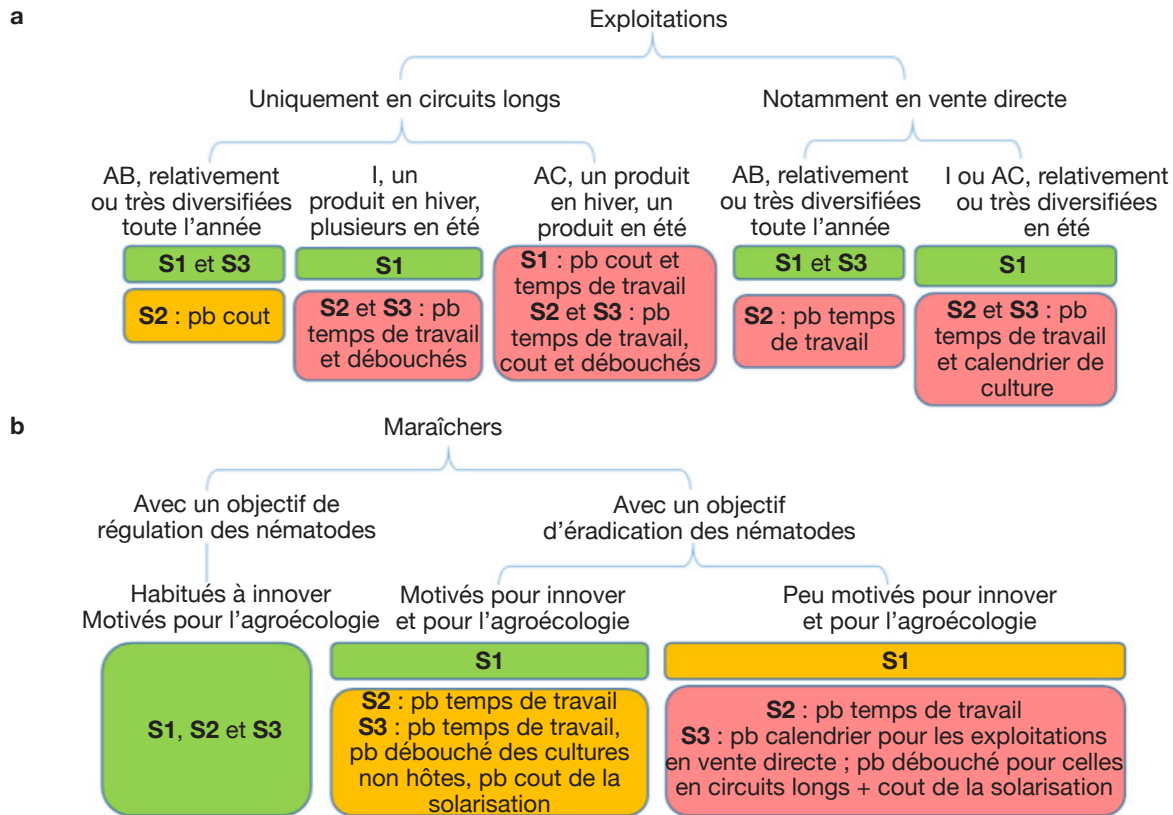 a
Exploitations
Uniquement en circuits longs
Notamment en vente directe
AB, relativement
ou très diversifiées
toute l'année
S1 et S3
S2 : pb cout
I, un
produit en hiver,
plusieurs en été
S1
S2 et S3 : pb
temps de travail
et débouchés
AC, un produit
en hiver, un
produit en été
S1 : pb cout et
temps de travail
S2 et S3 : pb
temps de travail,
cout et débouchés
AB, relativement
ou très diversifiées
toute l'année
S1 et S3
S2 : pb temps
de travail
I ou AC, relativement
ou très diversifiées
en été
S1
S2 et S3 : pb
temps de travail
et calendrier de
culture
b
Maraîchers
Avec un objectif de
régulation des nématodes
Avec un objectif
d'éradication des nématodes
Habitués à innover
Motivés pour l'agroécologie
S1, S2 et S3
Motivés pour innover
et pour l'agroécologie
S1
S2 : pb temps de travail
S3 : pb temps de travail,
pb débouché des cultures
non hôtes, pb cout de la
solarisation
Peu motivés pour innover
et pour l'agroécologie
S1
S2 : pb temps de travail
S3 : pb calendrier pour les exploitations
en vente directe ; pb débouché pour celles
en circuits longs + cout de la solarisation